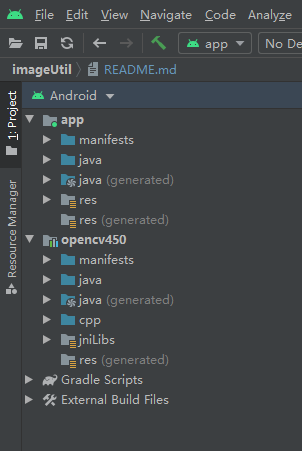 File Edit View Navigate Code Analyze
app No De
imageUtil README.md
Android
1: Project
Resource Manager
app
manifests
java
java (generated)
res
res (generated)
opencv450
manifests
java
java (generated)
cpp
jniLibs
res (generated)
Gradle Scripts
External Build Files